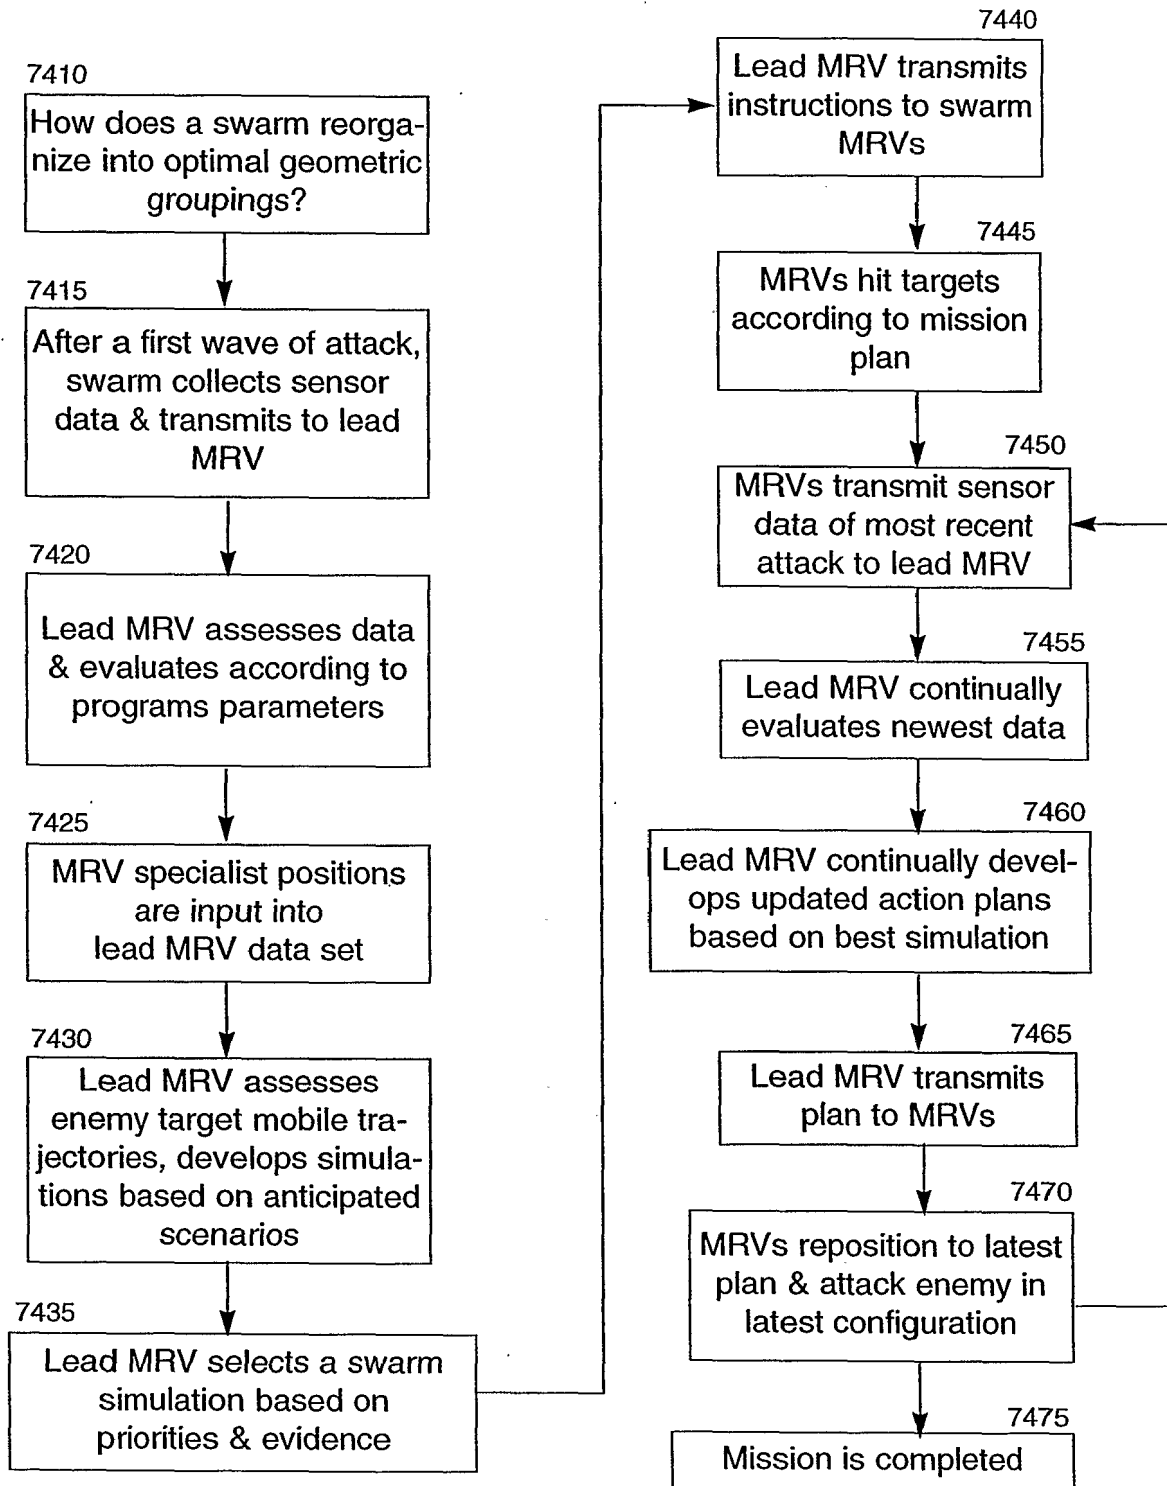 7410
How does a swarm reorga-
nize into optimal geometric
groupings?
7415
After a first wave of attack,
swarm collects sensor
data & transmits to lead
MRV
7420
Lead MRV assesses data
& evaluates according to
programs parameters
7425
MRV specialist positions
are input into
lead MRV data set
7430
Lead MRV assesses
enemy target mobile tra-
jectories, develops simula-
tions based on anticipated
scenarios
7435
Lead MRV selects a swarm
simulation based on
priorities & evidence
7440
Lead MRV transmits
instructions to swarm
MRVs
7445
MRVs hit targets
according to mission
plan
7450
MRVs transmit sensor
data of most recent
attack to lead MRV
7455
Lead MRV continually
evaluates newest data
7460
Lead MRV continually devel-
ops updated action plans
based on best simulation
7465
Lead MRV transmits
plan to MRVs
7470
MRVs reposition to latest
plan & attack enemy in
latest configuration
7475
Mission is completed